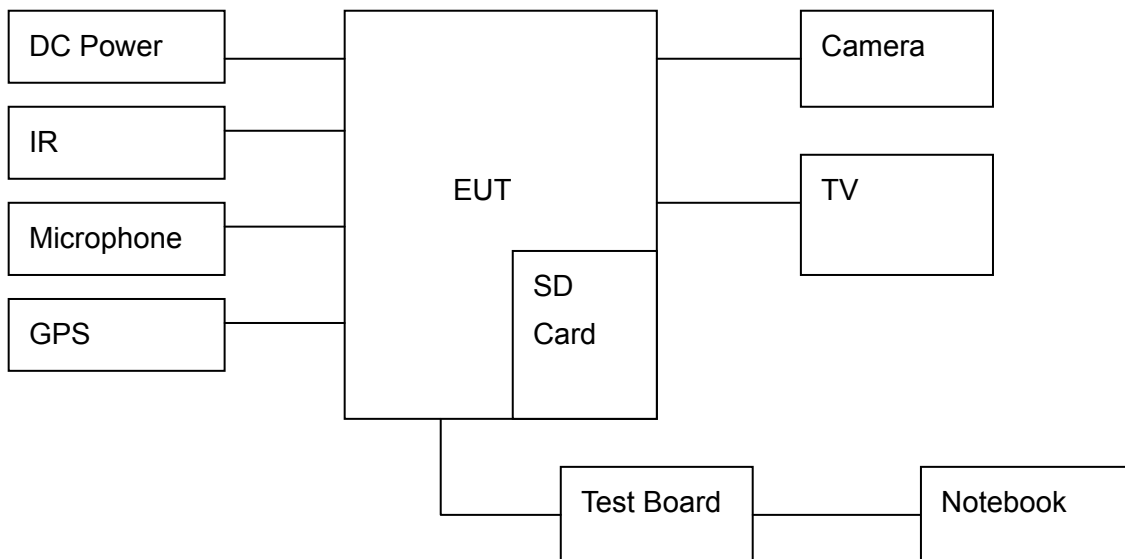 DC Power
IR
Microphone
GPS
EUT
SD
Card
Camera
TV
Test Board
Notebook